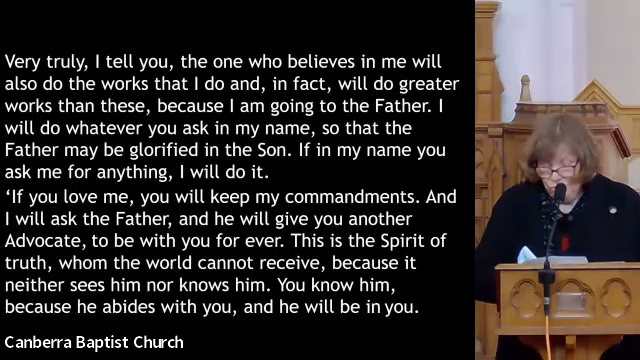 Very truly, I tell you, the one who believes in me will
also do the works that I do and, in fact, will do greater
works than these, because I am going to the Father. I
will do whatever you ask in my name, so that the
Father may be glorified in the Son. If in my name you
ask me for anything, I will do it.
‘If you love me, you will keep my commandments. And
I will ask the Father, and he will give you another
Advocate, to be with you for ever. This is the Spirit of
truth, whom the world cannot receive, because it
neither sees him nor knows him. You know him,
because he abides with you, and he will be in you.
Canberra Baptist Church